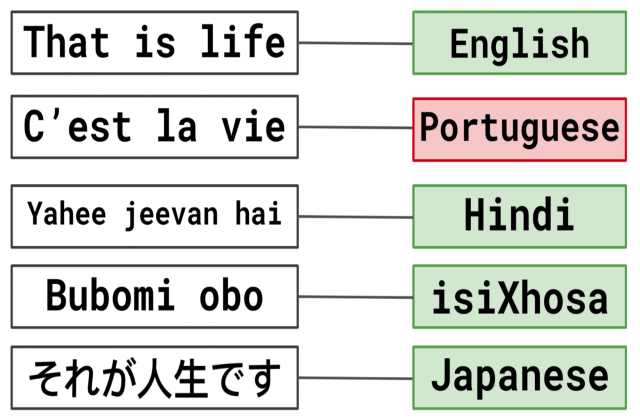 That is life English
C’est la vie Portuguese
Yahee jeevan hai Hindi
Bubomi obo isiXhosa
それが人生です Japanese